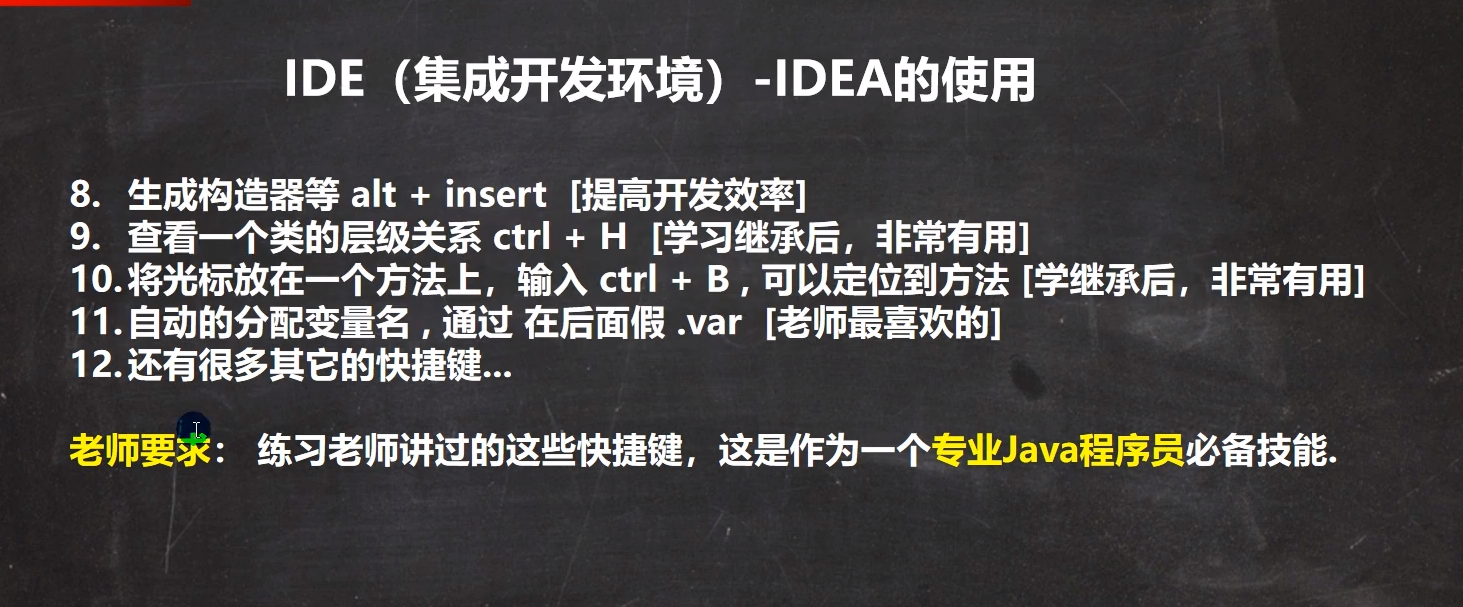 IDE（集成开发环境）-IDEA的使用
8. 生成构造器等 alt + insert [提高开发效率]
9. 查看一个类的层级关系 ctrl + H [学习继承后，非常有用]
10. 将光标放在一个方法上，输入 ctrl + B , 可以定位到方法 [学继承后，非常有用]
11. 自动的分配变量名 , 通过 在后面假 .var [老师最喜欢的]
12. 还有很多其它的快捷键...
老师要求： 练习老师讲过的这些快捷键，这是作为一个专业Java程序员必备技能.